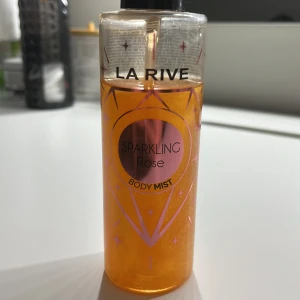 LA RIVE
SPARKLING
Rose
BODY MIST